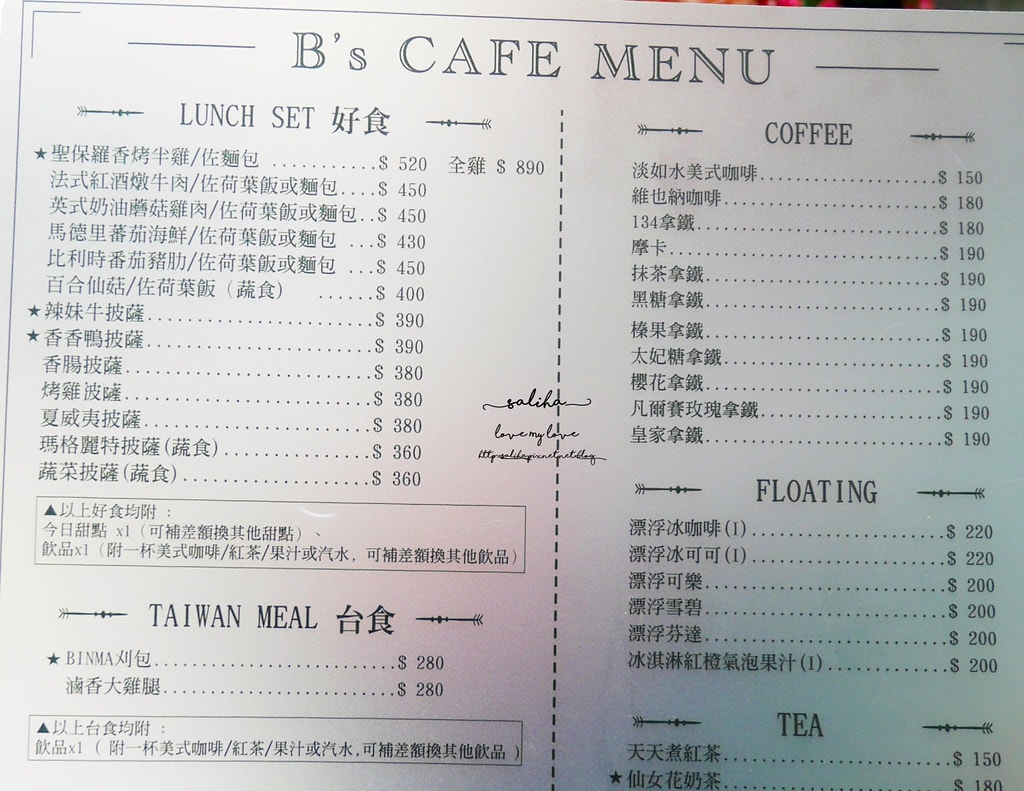 B's CAFE MENU
LUNCH SET 好食
★聖保羅香烤半雞/佐麵包 ...........$ 520 全雞 $ 890
法式紅酒燉牛肉/佐荷葉飯或麵包....$ 450
英式奶油蘑菇雞肉/佐荷葉飯或麵包..$ 450
馬德里蕃茄海鮮/佐荷葉飯或麵包 ...$ 430
比利時番茄豬肋/佐荷葉飯或麵包 ...$ 450
百合仙菇/佐荷葉飯（蔬食） ......$ 400
★辣妹牛披薩.......................$ 390
★香香鴨披薩.......................$ 390
香腸披薩.........................$ 380
烤雞波薩.........................$ 380
夏威夷披薩.......................$ 380
瑪格麗特披薩(蔬食)...............$ 360
蔬菜披薩(蔬食)...................$ 360
▲以上好食均附：
今日甜點 x1（可補差額換其他甜點）、
飲品x1（附一杯美式咖啡/紅茶/果汁或汽水, 可補差額換其他飲品）
TAIWAN MEAL 台食
★BINMA刈包.........................$ 280
滷香大雞腿........................$ 280
▲以上台食均附：
飲品x1 ( 附一杯美式咖啡/紅茶/果汁或汽水,可補差額換其他飲品 )
saliha
love my love
COFFEE
淡如水美式咖啡..................$ 150
維也納咖啡......................$ 180
134拿鐵.........................$ 180
摩卡............................$ 190
抹茶拿鐵........................$ 190
黑糖拿鐵........................$ 190
榛果拿鐵........................$ 190
太妃糖拿鐵......................$ 190
櫻花拿鐵........................$ 190
凡爾賽玫瑰拿鐵..................$ 190
皇家拿鐵........................$ 190
FLOATING
漂浮冰咖啡(I)...................$ 220
漂浮冰可可(I)...................$ 220
漂浮可樂........................$ 200
漂浮雪碧........................$ 200
漂浮芬達........................$ 200
冰淇淋紅橙氣泡果汁(I)...........$ 200
TEA
天天煮紅茶......................$ 150
★仙女花奶茶......................$ 180